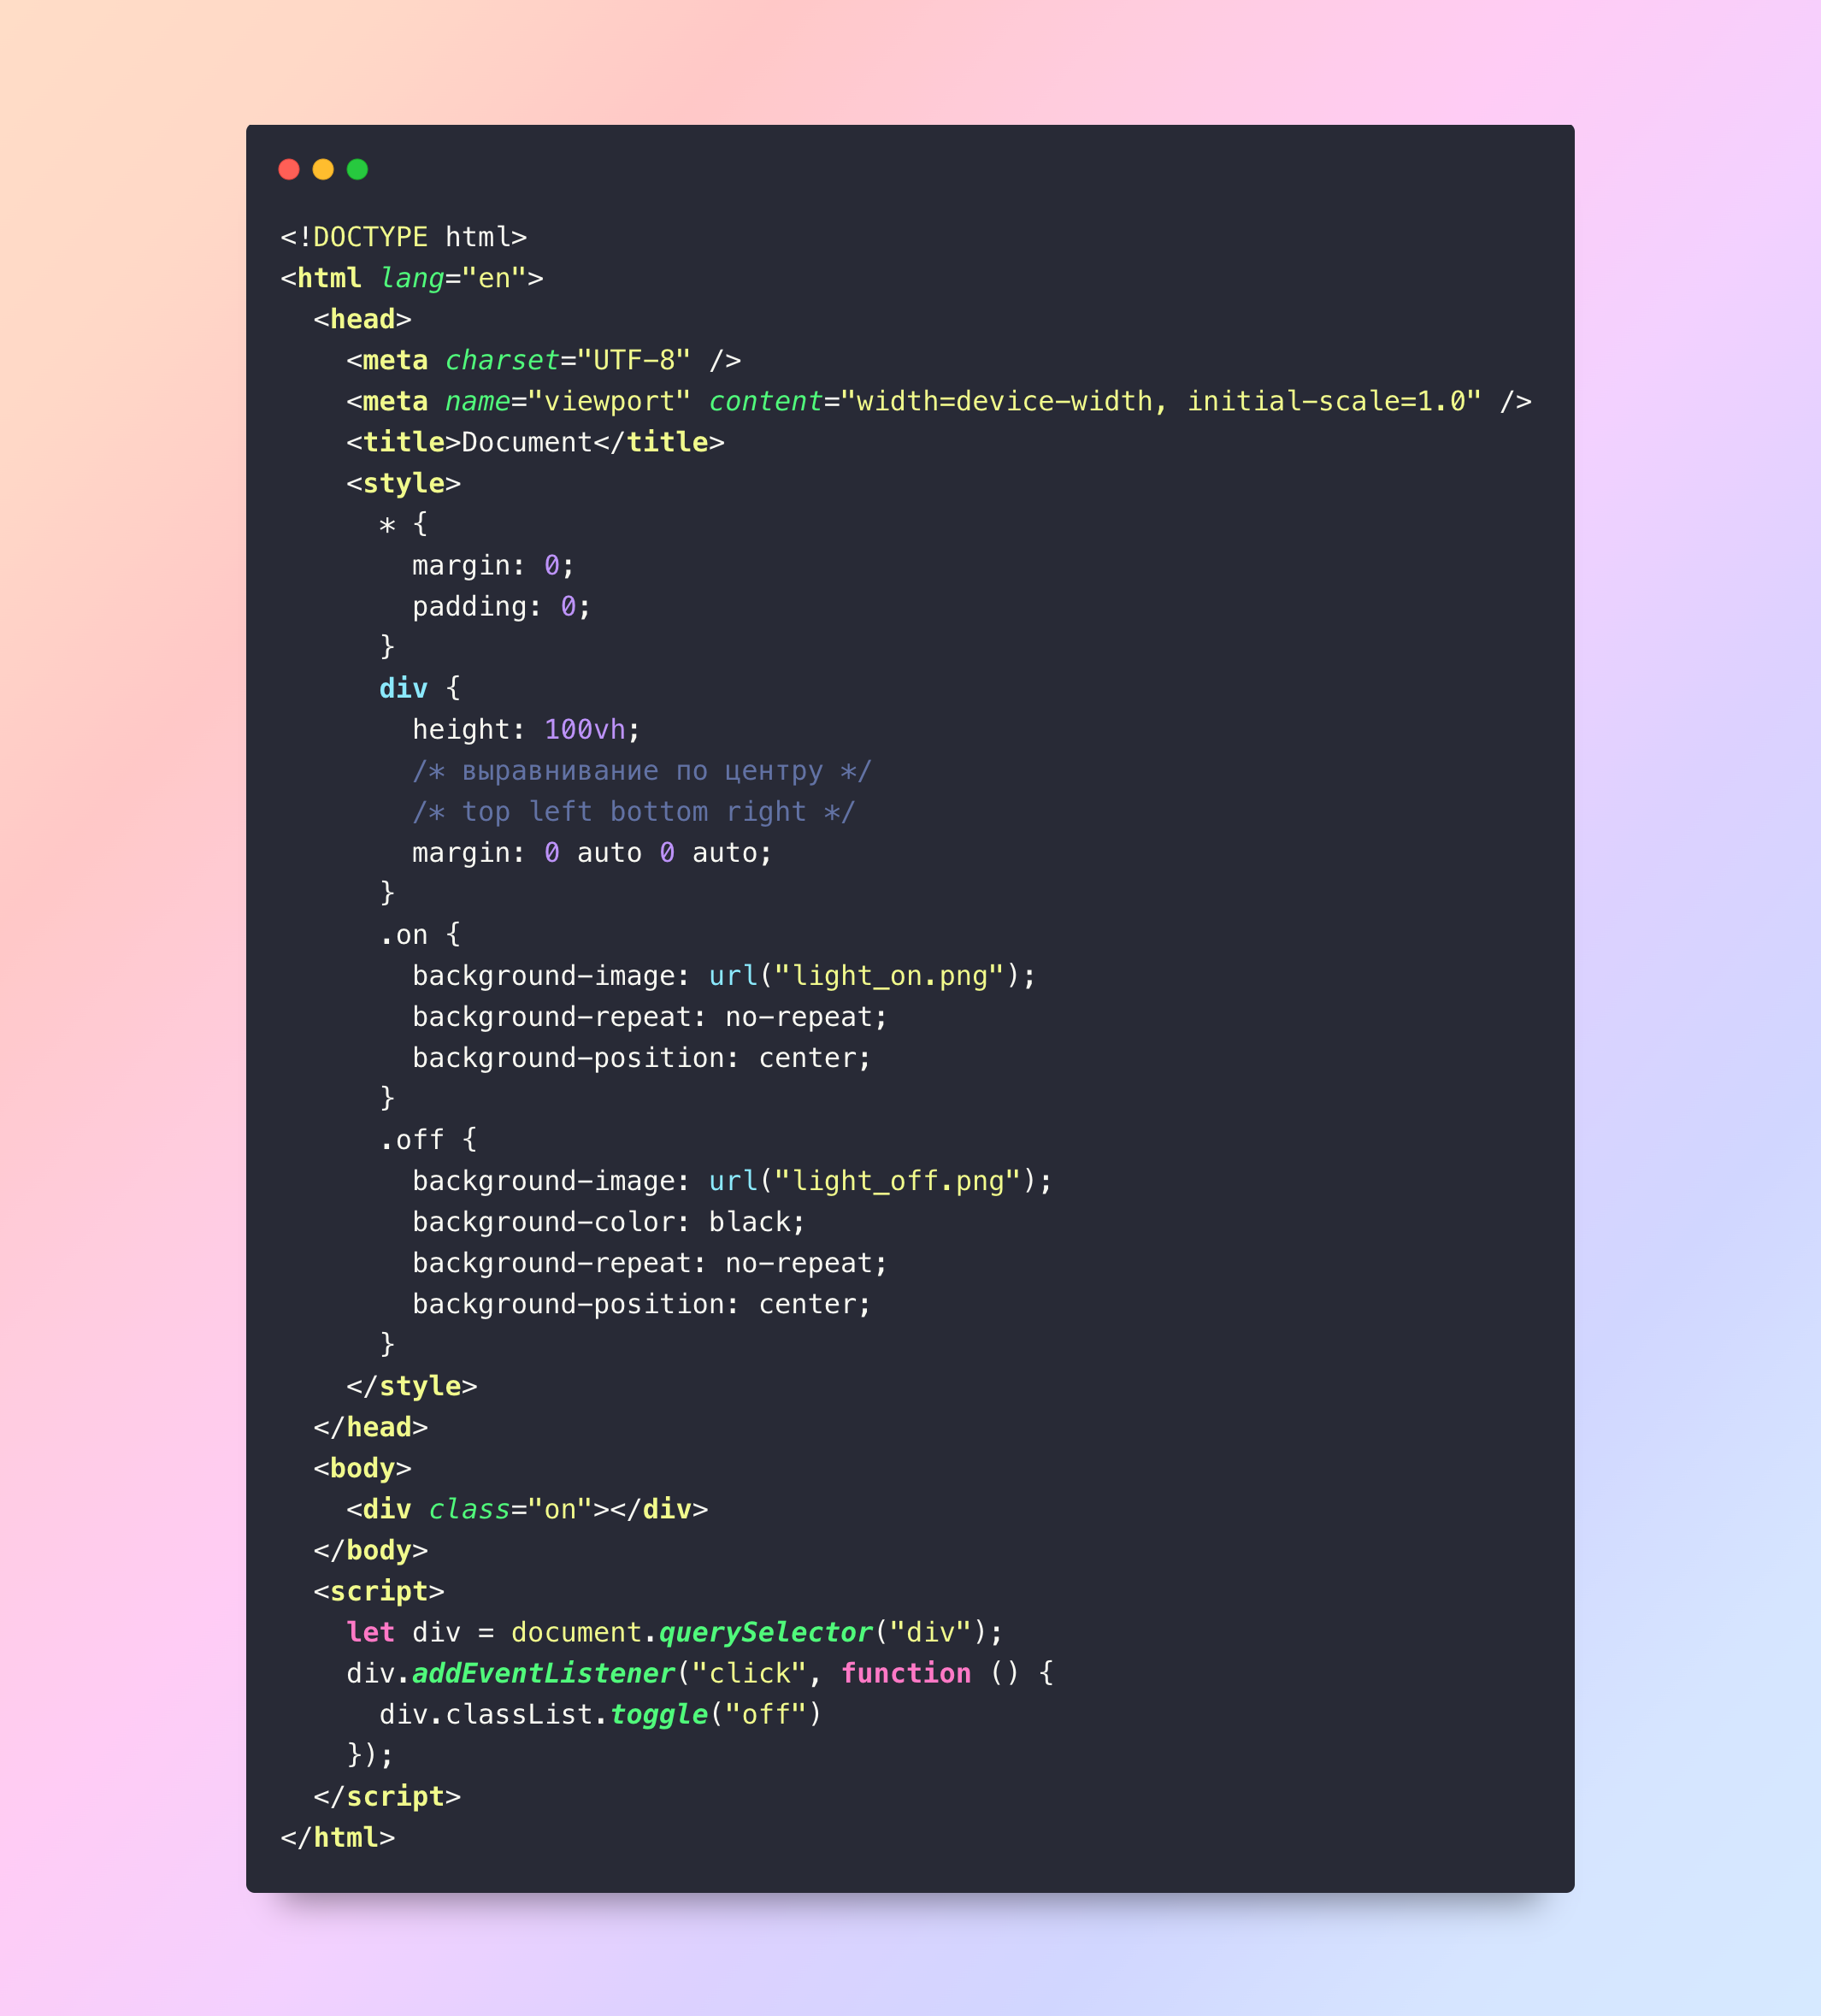 <!DOCTYPE html>
<html lang="en">
  <head>
    <meta charset="UTF-8" />
    <meta name="viewport" content="width=device-width, initial-scale=1.0" />
    <title>Document</title>
    <style>
      * {
        margin: 0;
        padding: 0;
      }
      div {
        height: 100vh;
        /* выравнивание по центру */
        /* top left bottom right */
        margin: 0 auto 0 auto;
      }
      .on {
        background-image: url("light_on.png");
        background-repeat: no-repeat;
        background-position: center;
      }
      .off {
        background-image: url("light_off.png");
        background-color: black;
        background-repeat: no-repeat;
        background-position: center;
      }
    </style>
  </head>
  <body>
    <div class="on"></div>
  </body>
  <script>
    let div = document.querySelector("div");
    div.addEventListener("click", function () {
      div.classList.toggle("off")
    });
  </script>
</html>